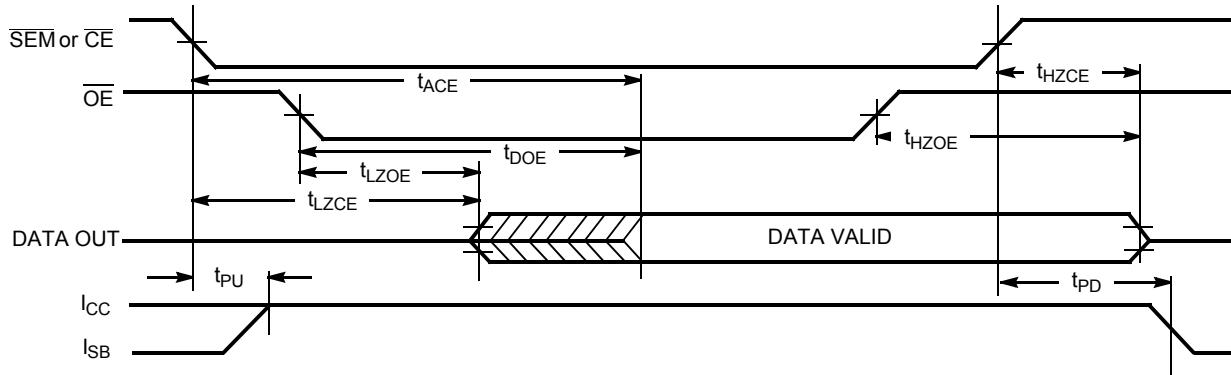 SEM or CE
tACE
tHZCE
OE
tHZOE
tDOE
tLZOE
tLZCE
DATA OUT
DATA VALID
tPU
tPD
ICC
ISB